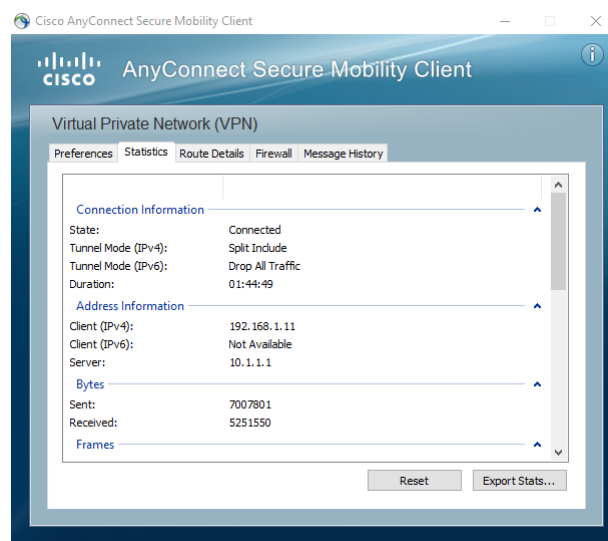 Cisco AnyConnect Secure Mobility Client
CISCO AnyConnect Secure Mobility Client
Virtual Private Network (VPN)
Preferences Statistics Route Details Firewall Message History
Connection Information
State: Connected
Tunnel Mode (IPv4): Split Include
Tunnel Mode (IPv6): Drop All Traffic
Duration: 01:44:49
Address Information
Client (IPv4): 192.168.1.11
Client (IPv6): Not Available
Server: 10.1.1.1
Bytes
Sent: 7007801
Received: 5251550
Frames
Reset Export Stats...